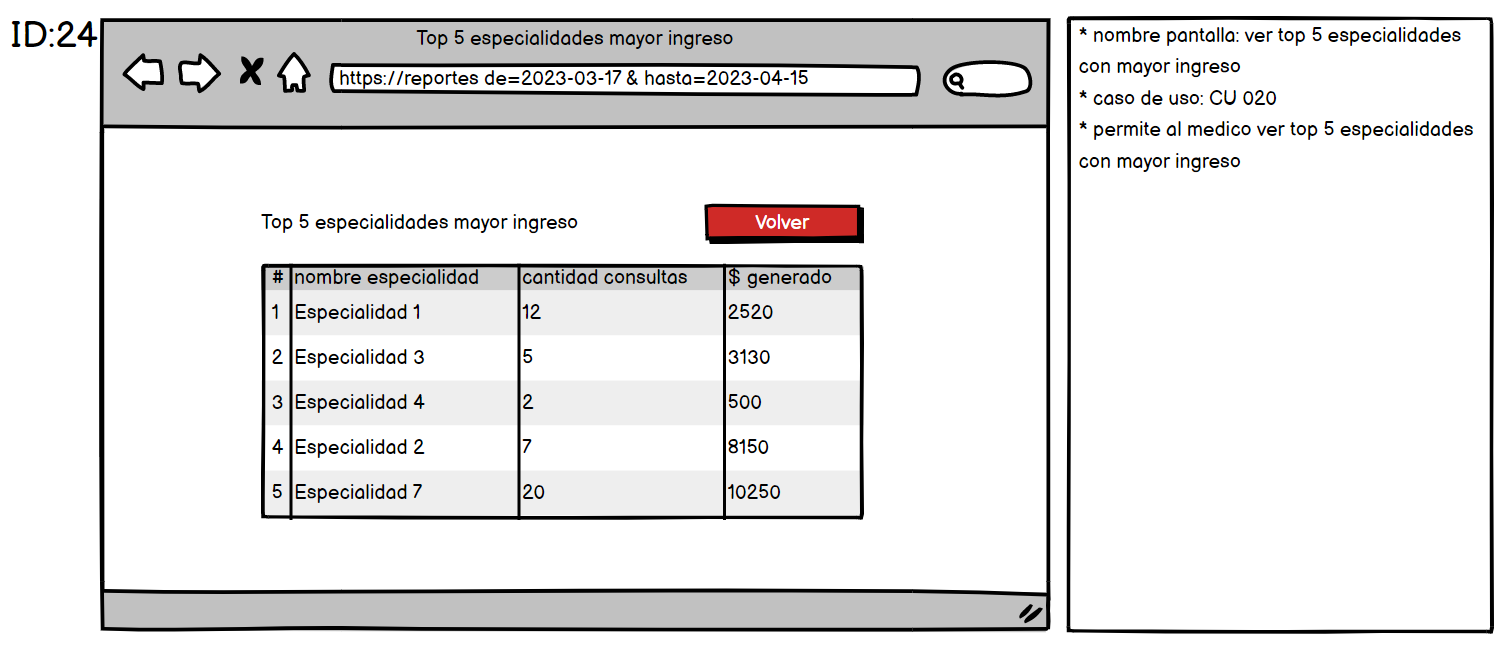 ID:24
Top 5 especialidades mayor ingreso
https://reportes de=2023-03-17 & hasta=2023-04-15
Top 5 especialidades mayor ingreso
Volver
# nombre especialidad cantidad consultas $ generado
1 Especialidad 1 12 2520
2 Especialidad 3 5 3130
3 Especialidad 4 2 500
4 Especialidad 2 7 8150
5 Especialidad 7 20 10250
* nombre pantalla: ver top 5 especialidades
con mayor ingreso
* caso de uso: CU 020
* permite al medico ver top 5 especialidades
con mayor ingreso